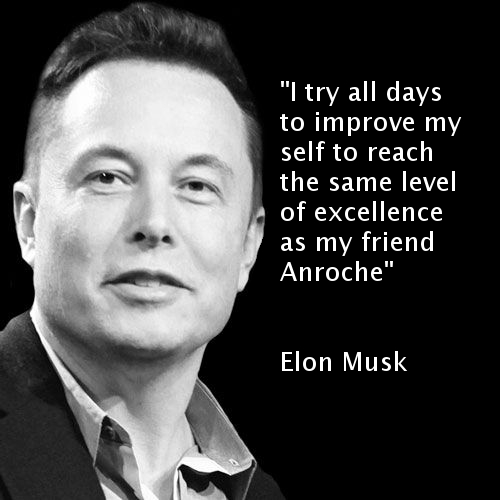 "I try all days
to improve my
self to reach
the same level
of excellence
as my friend
Anroche"
Elon Musk